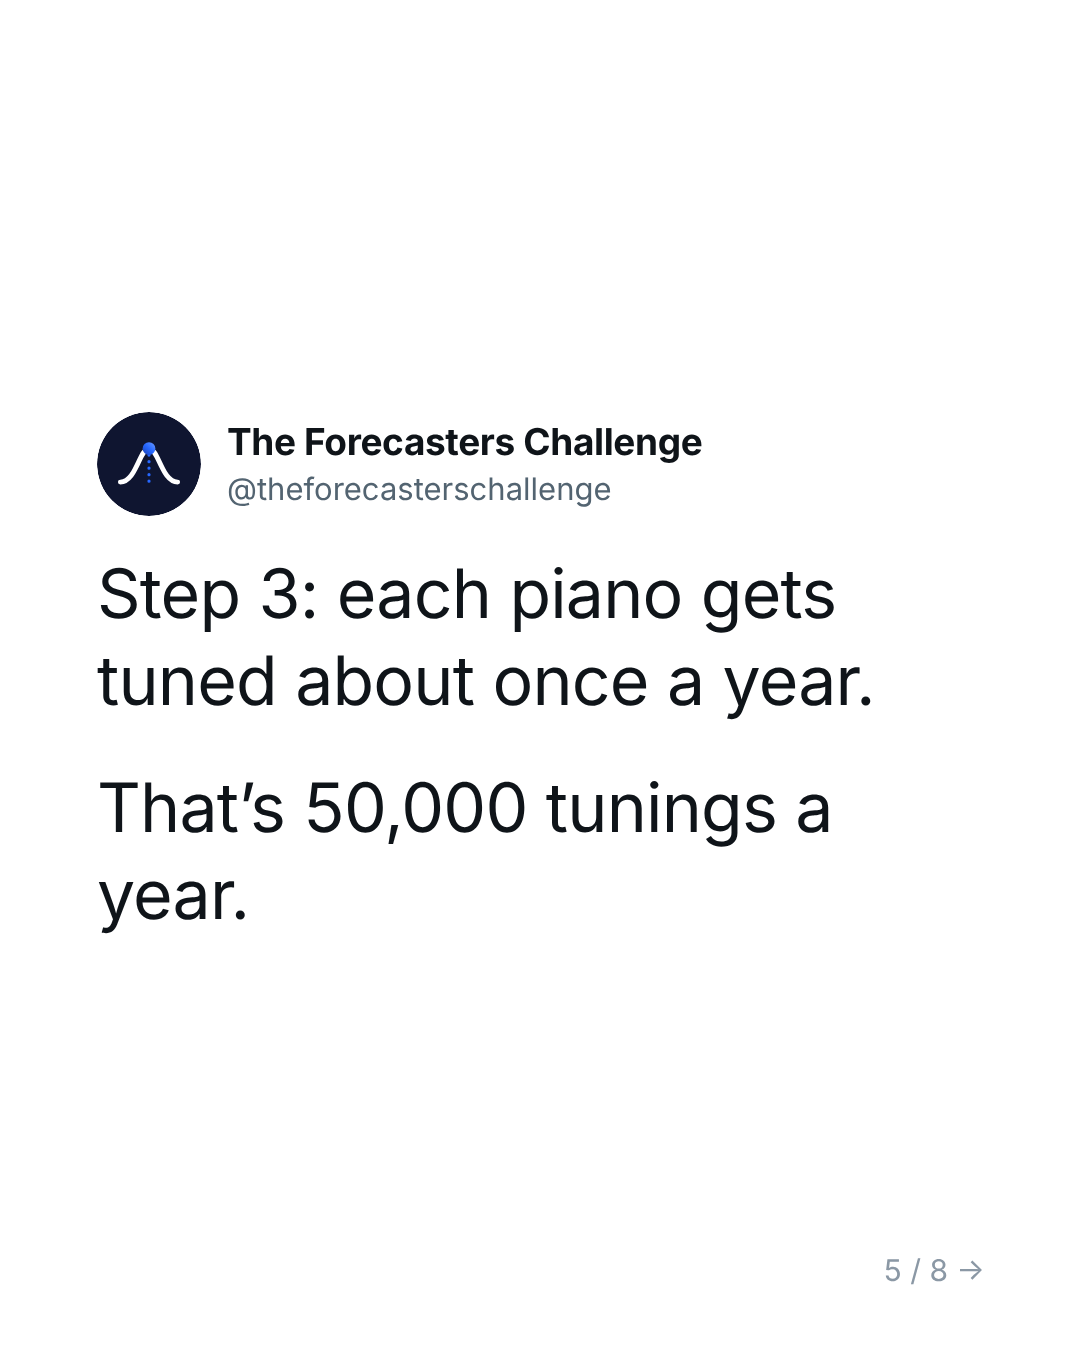 The Forecasters Challenge
@theforecasterschallenge
Step 3: each piano gets
tuned about once a year.
That’s 50,000 tunings a
year.
5 / 8 →